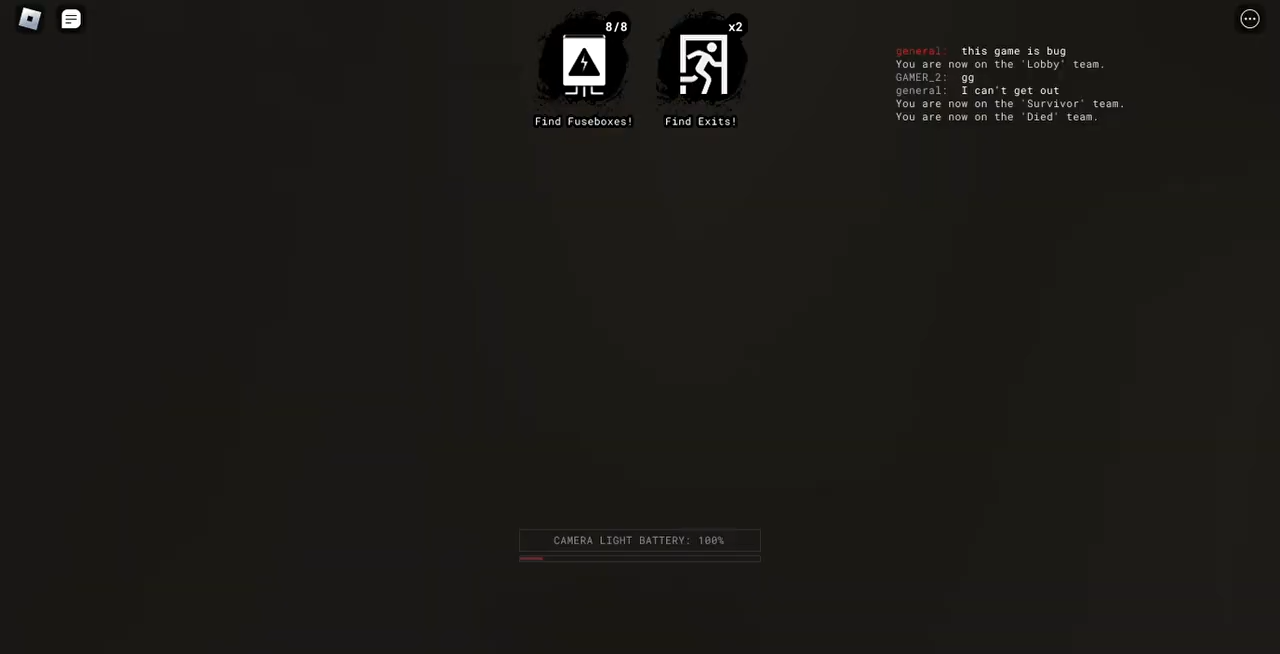 8/8
x2
Find Fuseboxes!
Find Exits!
general: this game is bug
You are now on the 'Lobby' team.
GAMER_2: gg
general: I can't get out
You are now on the 'Survivor' team.
You are now on the 'Died' team.
CAMERA LIGHT BATTERY: 100%